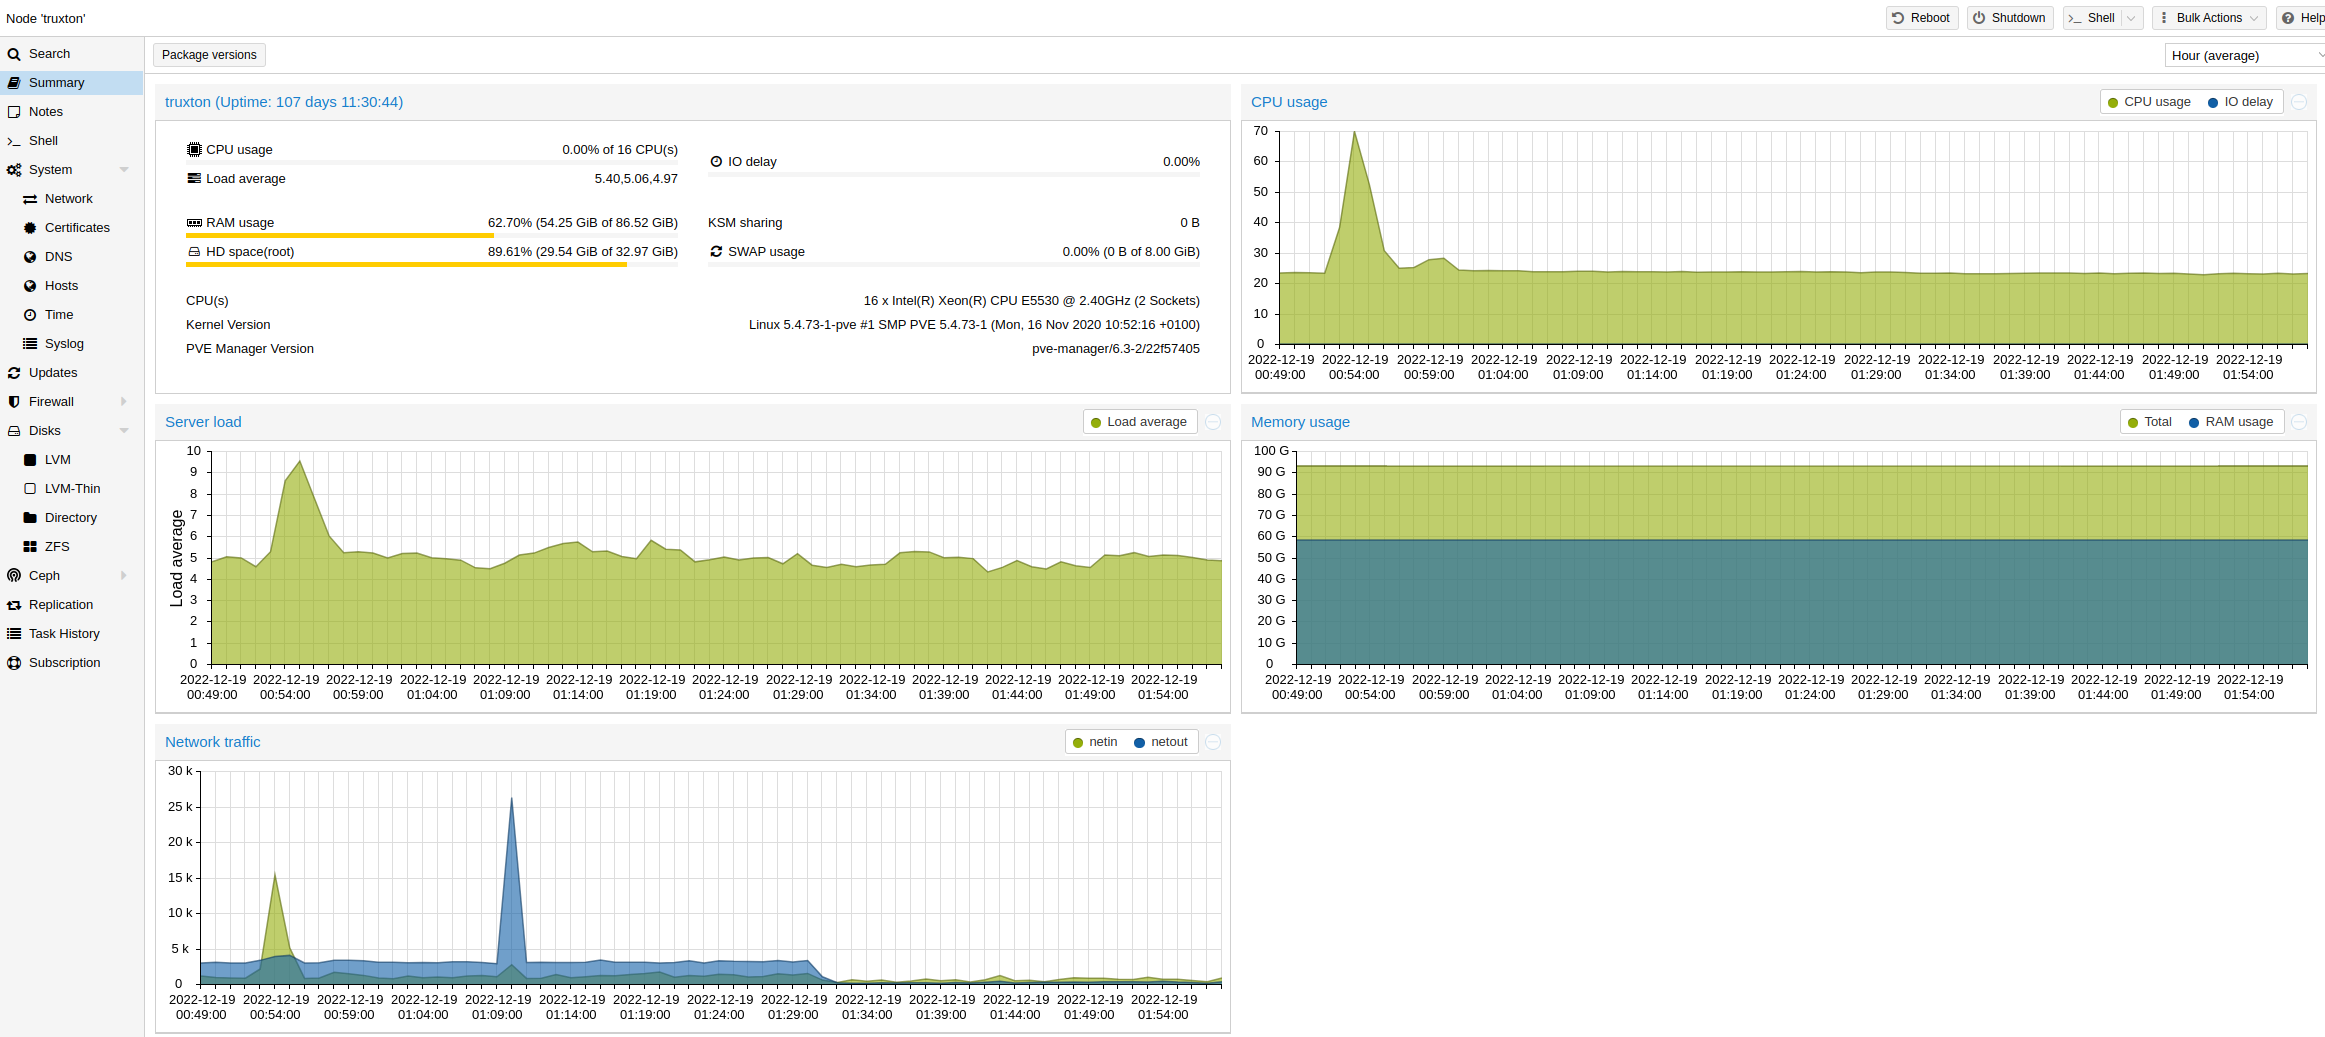 Node 'truxton'
Reboot Shutdown Shell Bulk Actions Help
Search
Summary
Notes
Shell
System
Network
Certificates
DNS
Hosts
Time
Syslog
Updates
Firewall
Disks
LVM
LVM-Thin
Directory
ZFS
Ceph
Replication
Task History
Subscription
Package versions
Hour (average)
truxton (Uptime: 107 days 11:30:44)
CPU usage 0.00% of 16 CPU(s)
IO delay 0.00%
Load average 5.40,5.06,4.97
RAM usage 62.70% (54.25 GiB of 86.52 GiB)
KSM sharing 0 B
HD space(root) 89.61% (29.54 GiB of 32.97 GiB)
SWAP usage 0.00% (0 B of 8.00 GiB)
CPU(s) 16 x Intel(R) Xeon(R) CPU E5530 @ 2.40GHz (2 Sockets)
Kernel Version Linux 5.4.73-1-pve #1 SMP PVE 5.4.73-1 (Mon, 16 Nov 2020 10:52:16 +0100)
PVE Manager Version pve-manager/6.3-2/22f57405
CPU usage
CPU usage IO delay
70
60
50
40
30
20
10
0
2022-12-19 2022-12-19 2022-12-19 2022-12-19 2022-12-19 2022-12-19 2022-12-19 2022-12-19 2022-12-19 2022-12-19 2022-12-19 2022-12-19 2022-12-19 2022-12-19
00:49:00 00:54:00 00:59:00 01:04:00 01:09:00 01:14:00 01:19:00 01:24:00 01:29:00 01:34:00 01:39:00 01:44:00 01:49:00 01:54:00
Server load
Load average
Load average
10
9
8
7
6
5
4
3
2
1
0
2022-12-19 2022-12-19 2022-12-19 2022-12-19 2022-12-19 2022-12-19 2022-12-19 2022-12-19 2022-12-19 2022-12-19 2022-12-19 2022-12-19 2022-12-19 2022-12-19
00:49:00 00:54:00 00:59:00 01:04:00 01:09:00 01:14:00 01:19:00 01:24:00 01:29:00 01:34:00 01:39:00 01:44:00 01:49:00 01:54:00
Memory usage
Total RAM usage
100 G
90 G
80 G
70 G
60 G
50 G
40 G
30 G
20 G
10 G
0
2022-12-19 2022-12-19 2022-12-19 2022-12-19 2022-12-19 2022-12-19 2022-12-19 2022-12-19 2022-12-19 2022-12-19 2022-12-19 2022-12-19 2022-12-19 2022-12-19
00:49:00 00:54:00 00:59:00 01:04:00 01:09:00 01:14:00 01:19:00 01:24:00 01:29:00 01:34:00 01:39:00 01:44:00 01:49:00 01:54:00
Network traffic
netin netout
30 k
25 k
20 k
15 k
10 k
5 k
0
2022-12-19 2022-12-19 2022-12-19 2022-12-19 2022-12-19 2022-12-19 2022-12-19 2022-12-19 2022-12-19 2022-12-19 2022-12-19 2022-12-19 2022-12-19 2022-12-19
00:49:00 00:54:00 00:59:00 01:04:00 01:09:00 01:14:00 01:19:00 01:24:00 01:29:00 01:34:00 01:39:00 01:44:00 01:49:00 01:54:00